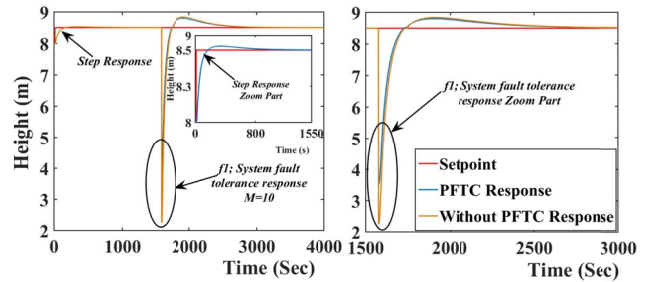 9
8
7
6
5
4
3
2
Height (m)
0
1000
2000
3000
4000
Time (Sec)
Step Response
f1; System fault
tolerance response
M=10
9
8.5
8.3
8
Height (m)
0
800
1550
Time (s)
Step Response
Zoom Part
9
8
7
6
5
4
3
2
1500
2000
2500
3000
Time (Sec)
f1;System fault tolerance
response Zoom Part
Setpoint
PFTC Response
Without PFTC Response